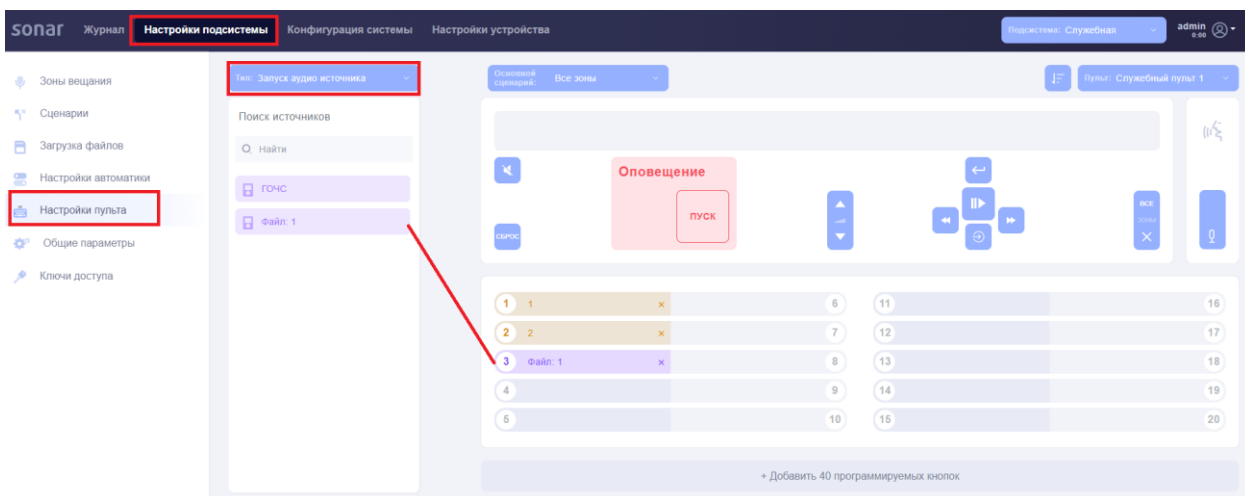 sonar Журнал Настройки подсистемы Конфигурация системы Настройки устройства Подсистема: Служебная admin
0:00
Зоны вещания
Сценарии
Загрузка файлов
Настройки автоматики
Настройки пульта
Общие параметры
Ключи доступа
Тип: Запуск аудио источника
Поиск источников
Найти
ГОЧС
Файл: 1
Основной сценарий: Все зоны
Пульт: Служебный пульт 1
Оповещение
ПУСК
СБРОС
ВСЕ
ЗОНЫ
1 1 × 6 11 16
2 2 × 7 12 17
3 Файл: 1 × 8 13 18
4 9 14 19
5 10 15 20
+ Добавить 40 программируемых кнопок